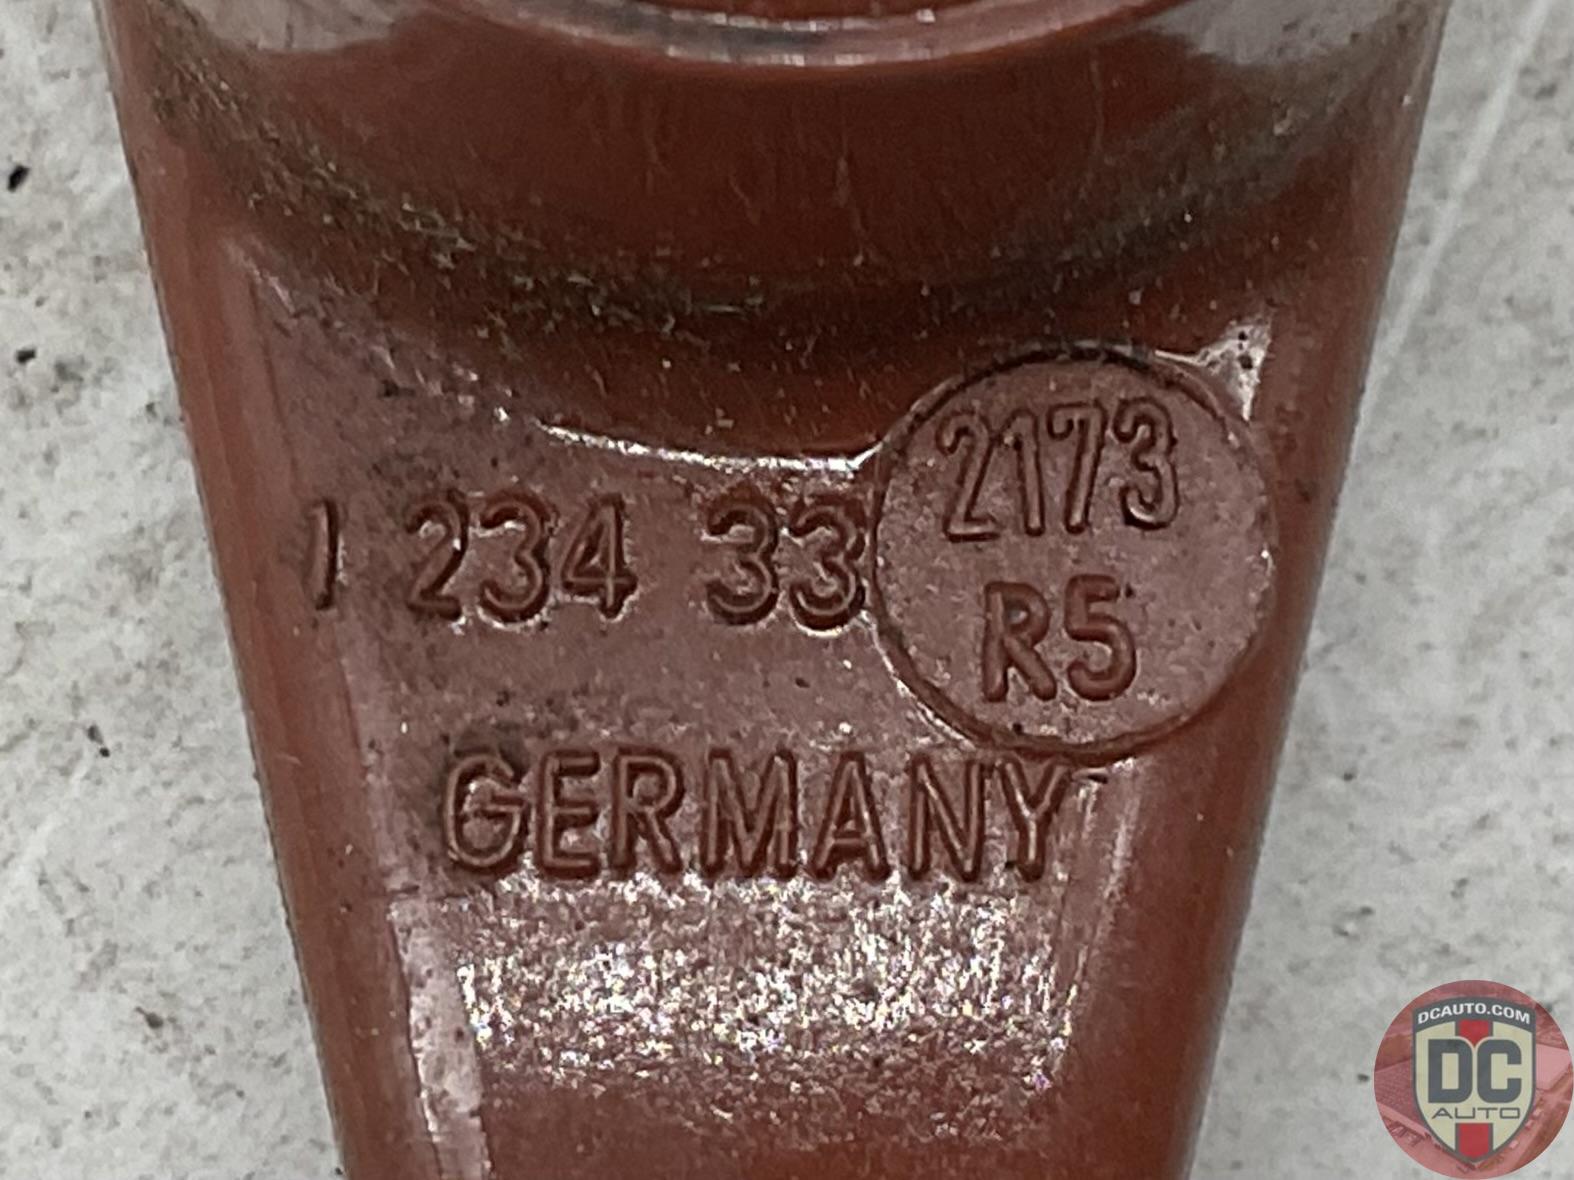 2173
R5
1 234 33
GERMANY
DCAUTO.COM
DC
AUTO